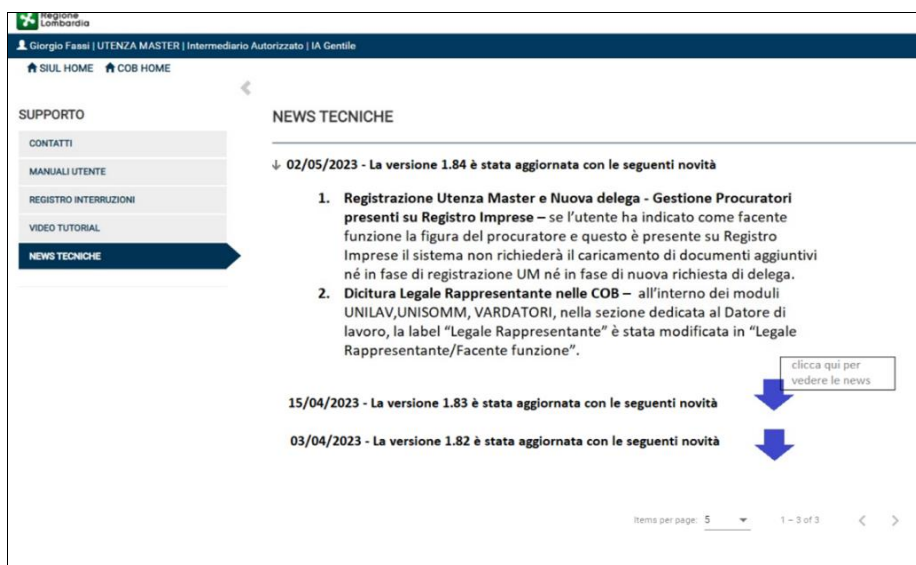 Regione
Lombardia
Giorgio Fassi | UTENZA MASTER | Intermediario Autorizzato | IA Gentile
SIUL HOME COB HOME
SUPPORTO
CONTATTI
MANUALI UTENTE
REGISTRO INTERRUZIONI
VIDEO TUTORIAL
NEWS TECNICHE
NEWS TECNICHE
02/05/2023 - La versione 1.84 è stata aggiornata con le seguenti novità
1. Registrazione Utenza Master e Nuova delega - Gestione Procuratori
presenti su Registro Imprese – se l'utente ha indicato come facente
funzione la figura del procuratore e questo è presente su Registro
Imprese il sistema non richiederà il caricamento di documenti aggiuntivi
né in fase di registrazione UM né in fase di nuova richiesta di delega.
2. Dicitura Legale Rappresentante nelle COB – all'interno dei moduli
UNILAV,UNISOMM, VARDATORI, nella sezione dedicata al Datore di
lavoro, la label "Legale Rappresentante" è stata modificata in "Legale
Rappresentante/Facente funzione".
clicca qui per
vedere le news
15/04/2023 - La versione 1.83 è stata aggiornata con le seguenti novità
03/04/2023 - La versione 1.82 è stata aggiornata con le seguenti novità
Items per page: 5 1 – 3 of 3